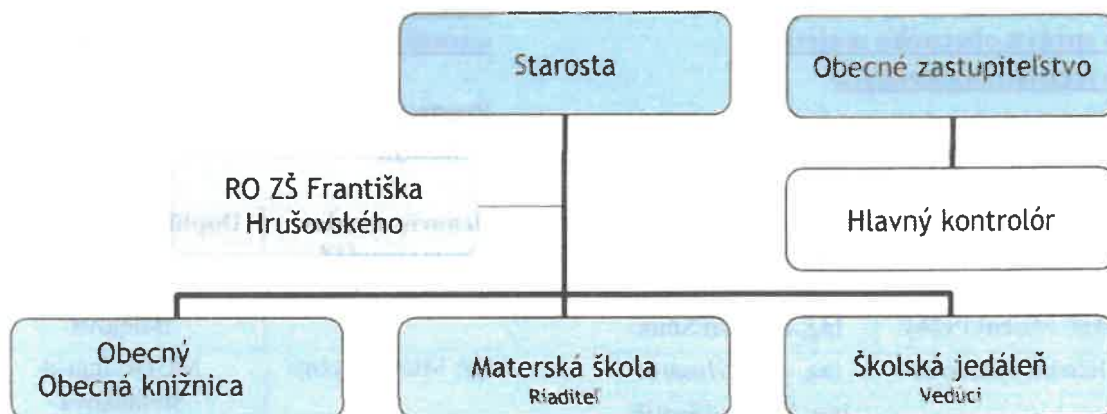 Starosta
Obecné zastupiteľstvo
RO ZŠ Františka
Hrušovského
Hlavný kontrolór
Obecný
Obecná knižnica
Materská škola
Riaditeľ
Školská jedáleň
Vedúci